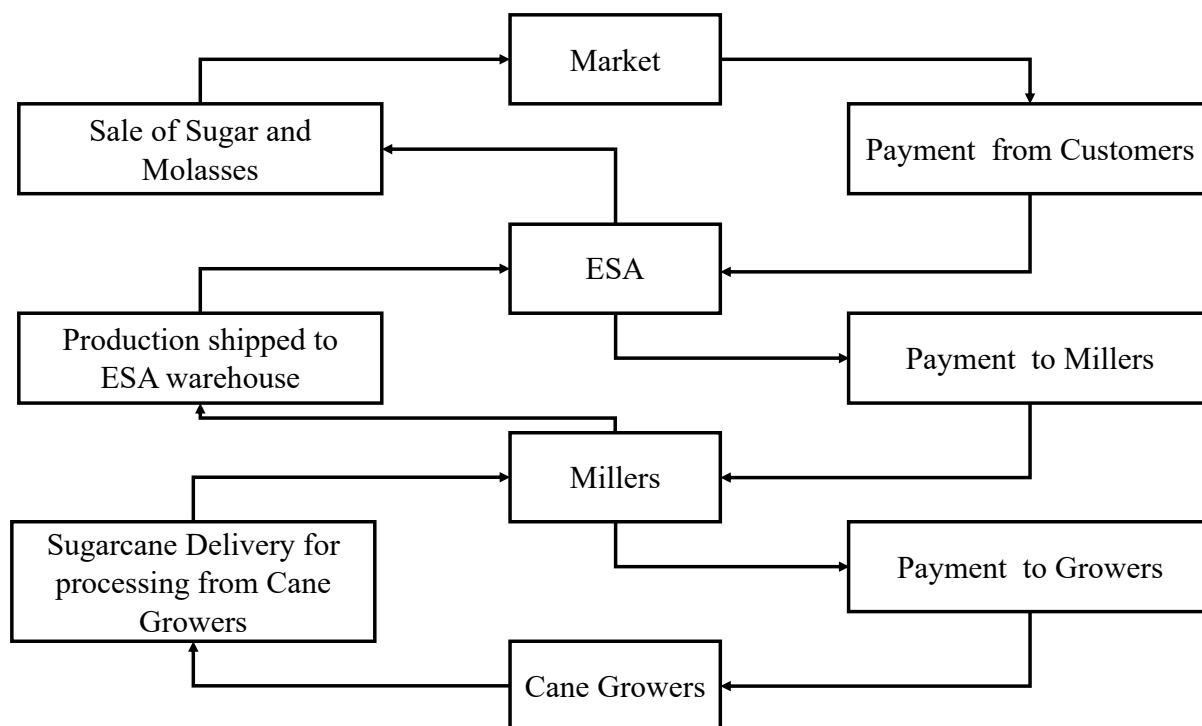 Market
Sale of Sugar and
Molasses
Payment from Customers
ESA
Production shipped to
ESA warehouse
Payment to Millers
Millers
Sugarcane Delivery for
processing from Cane
Growers
Payment to Growers
Cane Growers